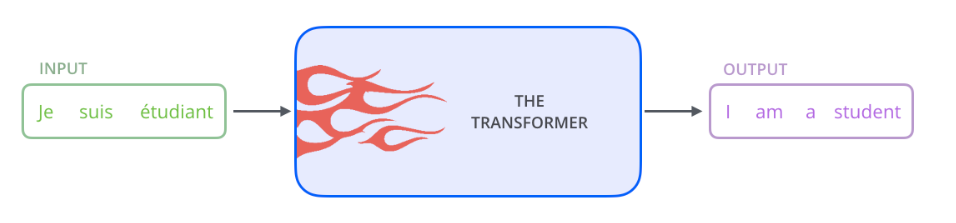 INPUT
Je suis étudiant
THE
TRANSFORMER
OUTPUT
I am a student